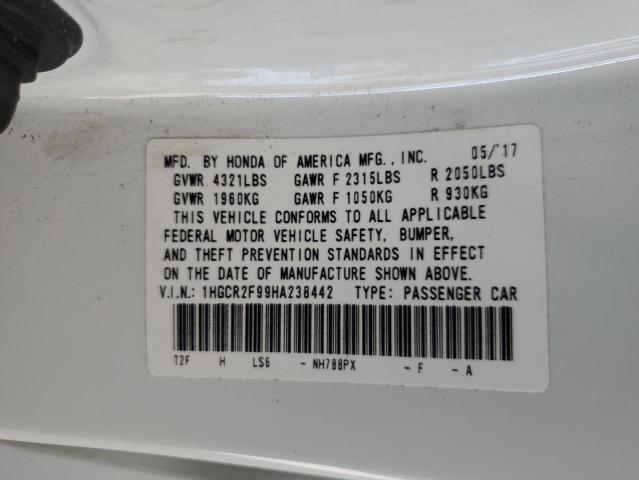 MFD. BY HONDA OF AMERICA MFG., INC. 05/'17
GVWR 4321LBS GAWR F 2315LBS R 2050LBS
GVWR 1960KG GAWR F 1050KG R 930KG
THIS VEHICLE CONFORMS TO ALL APPLICABLE
FEDERAL MOTOR VEHICLE SAFETY, BUMPER,
AND THEFT PREVENTION STANDARDS IN EFFECT
ON THE DATE OF MANUFACTURE SHOWN ABOVE.
V.I.N.: 1HGCR2F99HA238442 TYPE: PASSENGER CAR
T2F H LS6 - NH788PX - F - A